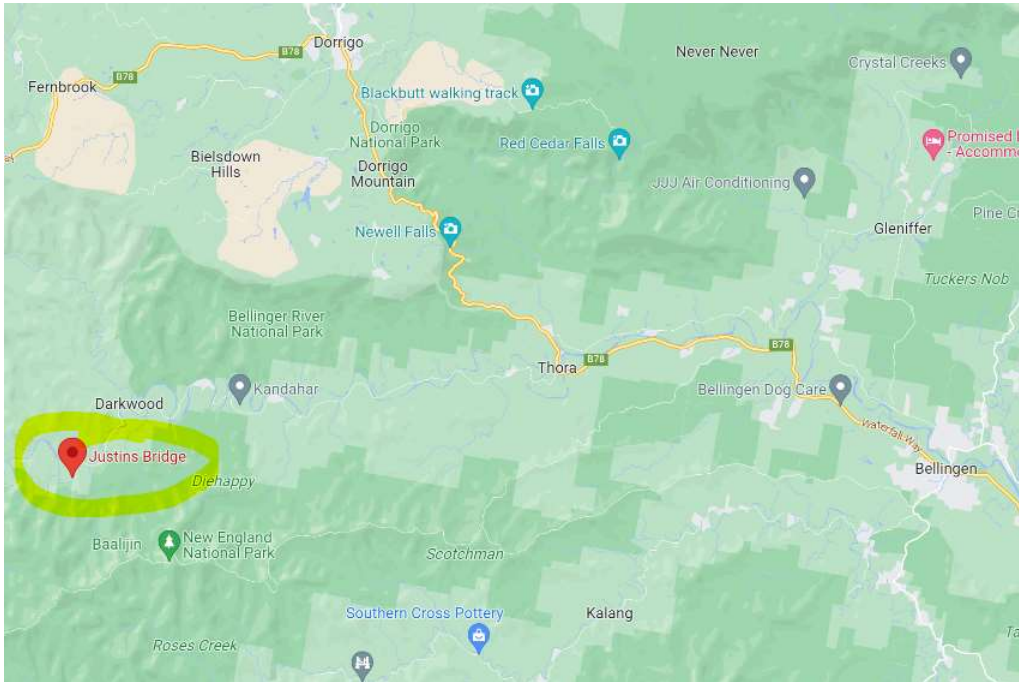 Dorrigo
B78
Never Never
Crystal Creeks
B78
Fernbrook
Blackbutt walking track
Dorrigo
National Park
Red Cedar Falls
Promised
- Accomm
Bielsdown
Hills
Dorrigo
Mountain
JJJ Air Conditioning
Newell Falls
Gleniffer
Pine C
Tuckers Nob
Bellinger River
National Park
B78
B78
Thora
Kandahar
Bellingen Dog Care
Darkwood
Waterfall Way
Justins Bridge
Bellingen
Diehappy
Baalijin
New England
National Park
Scotchman
Southern Cross Pottery
Kalang
Roses Creek